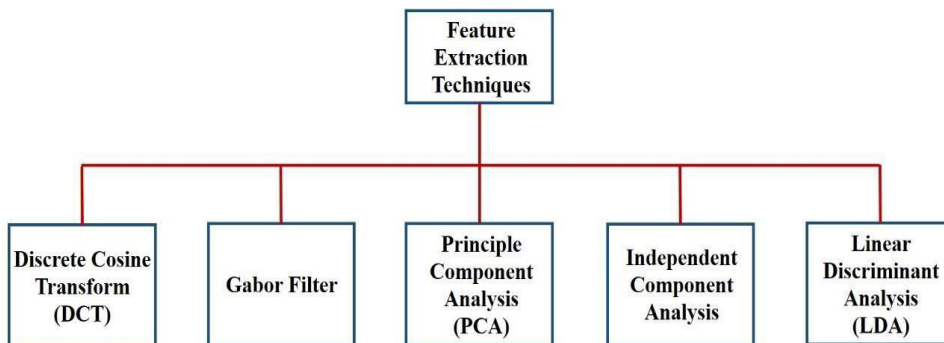 Feature
Extraction
Techniques
Discrete Cosine
Transform
(DCT)
Gabor Filter
Principle
Component
Analysis
(PCA)
Independent
Component
Analysis
Linear
Discriminant
Analysis
(LDA)